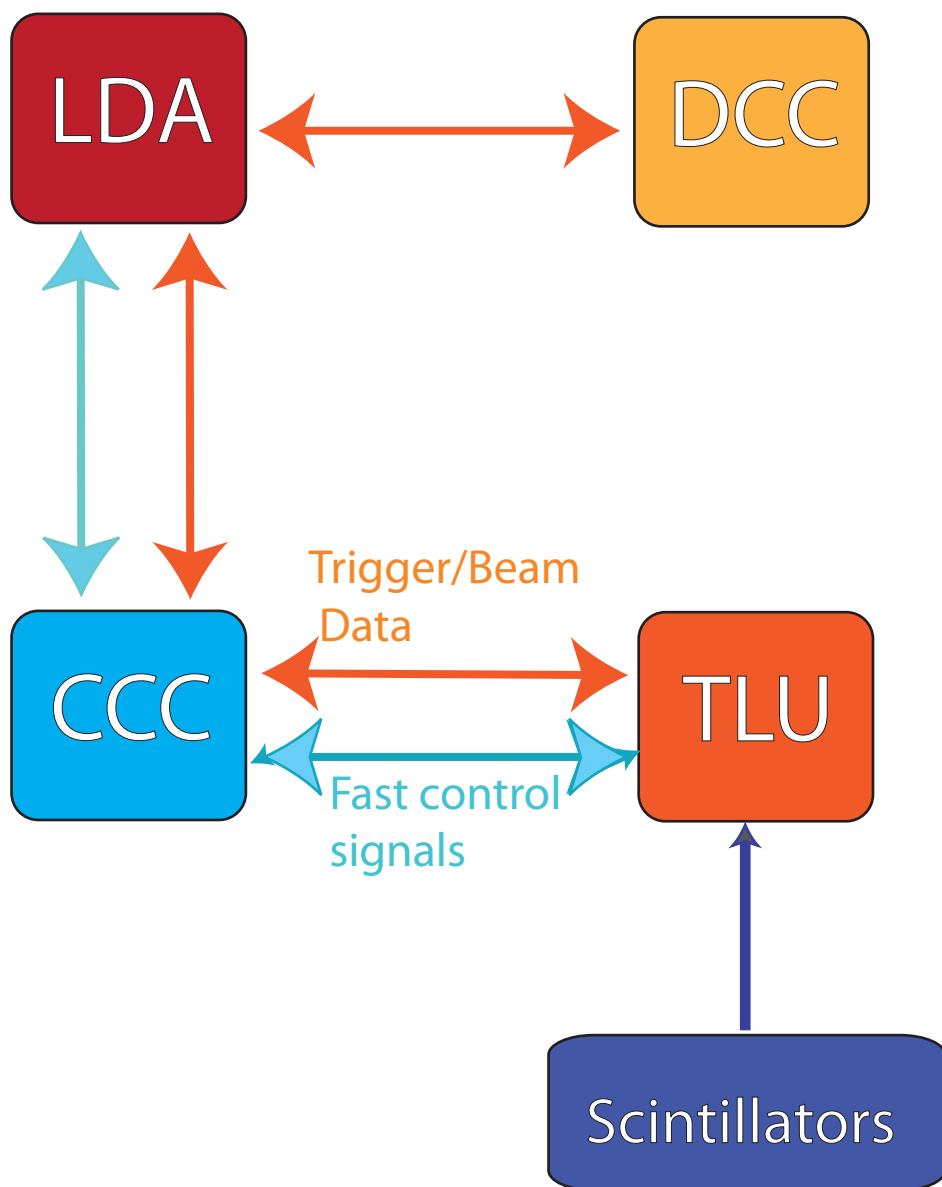 LDA
DCC
Trigger/Beam
Data
CCC
TLU
Fast control
signals
Scintillators